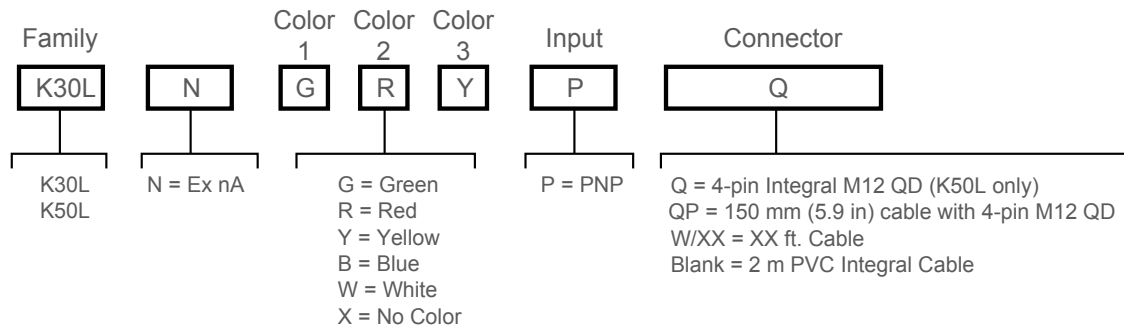 Family
Color 1
Color 2
Color 3
Input
Connector
K30L
N
G
R
Y
P
Q
K30L
K50L
N = Ex nA
G = Green
R = Red
Y = Yellow
B = Blue
W = White
X = No Color
P = PNP
Q = 4-pin Integral M12 QD (K50L only)
QP = 150 mm (5.9 in) cable with 4-pin M12 QD
W/XX = XX ft. Cable
Blank = 2 m PVC Integral Cable